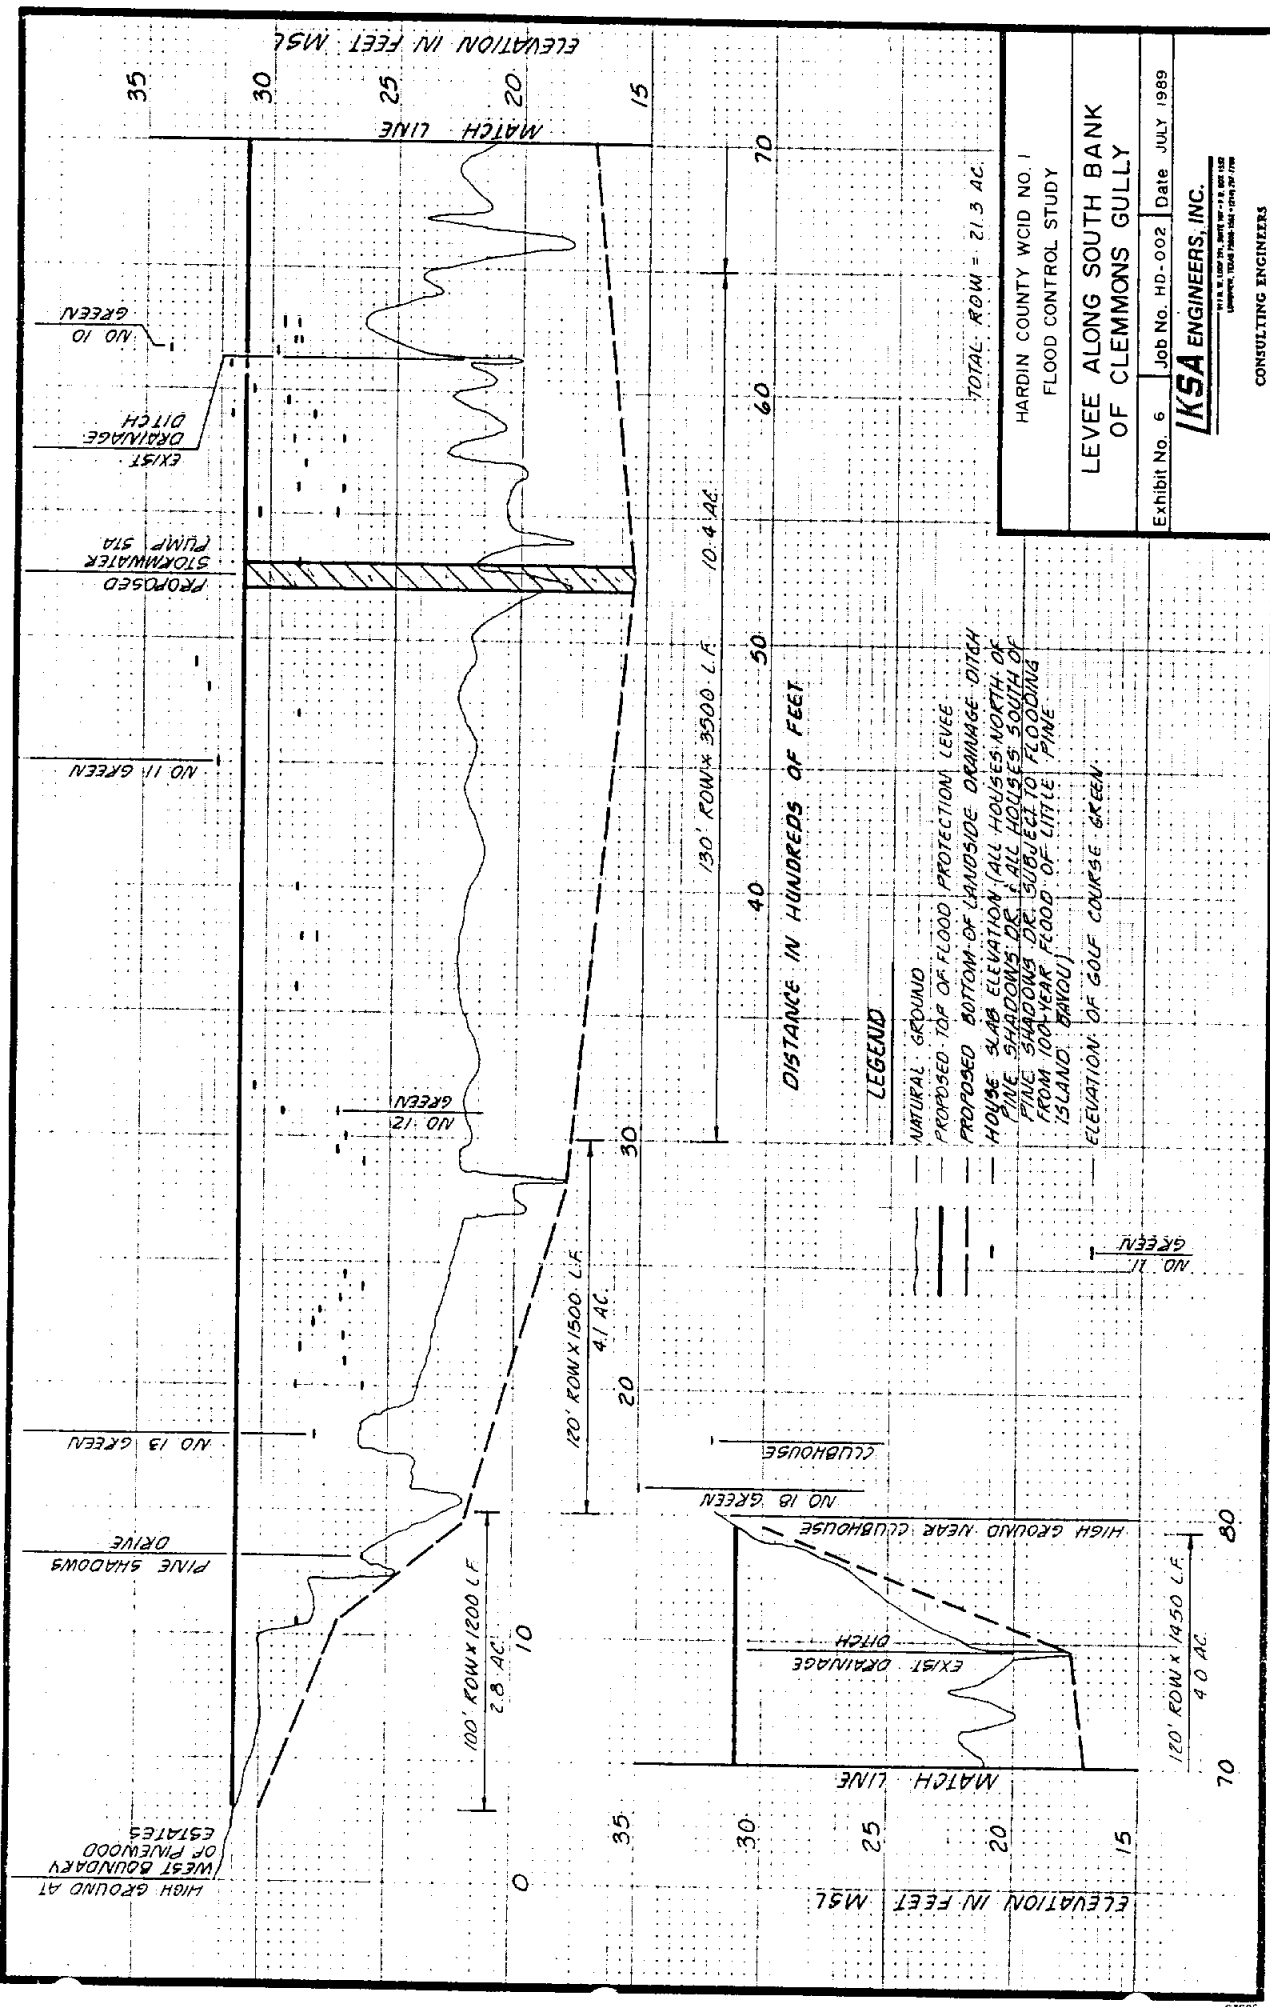 HIGH GROUND AT
WEST BOUNDARY
OF PINEWOOD
ESTATES
PINE SHADOWS
DRIVE
NO 13 GREEN
NO. 12
GREEN
NO 11 GREEN
PROPOSED
STORMWATER
PUMP STA
EXIST
DRAINAGE
DITCH
NO 10
GREEN
MATCH LINE
ELEVATION IN FEET MSL
35
30
25
20
15
100' ROW X 1200 L.F.
2.8 AC.
120' ROW X 1500 L.F.
4.1 AC.
130' ROW X 3500 L.F. 10.4 AC.
0
10
20
30
40
50
60
70
DISTANCE IN HUNDREDS OF FEET
TOTAL ROW = 21.3 AC.
ELEVATION IN FEET MSL
35
30
25
20
15
MATCH LINE
EXIST. DRAINAGE
DITCH
HIGH GROUND NEAR CLUBHOUSE
NO 18 GREEN
CLUBHOUSE
120' ROW X 1450 L.F.
4.0 AC.
70
80
LEGEND
NATURAL GROUND
PROPOSED TOP OF FLOOD PROTECTION LEVEE
PROPOSED BOTTOM OF LANDSIDE DRAINAGE DITCH
HOUSE SLAB ELEVATION (ALL HOUSES NORTH OF
PINE SHADOWS DR. & ALL HOUSES SOUTH OF
PINE SHADOWS DR. SUBJECT TO FLOODING
FROM 100-YEAR FLOOD OF LITTLE PINE
ISLAND BAYOU)
NO. 11
GREEN
ELEVATION OF GOLF COURSE GREEN
HARDIN COUNTY WCID NO. 1
FLOOD CONTROL STUDY
LEVEE ALONG SOUTH BANK
OF CLEMMONS GULLY
Exhibit No. 6 Job No. HD-002 Date JULY 1989
KSA ENGINEERS, INC.
CONSULTING ENGINEERS